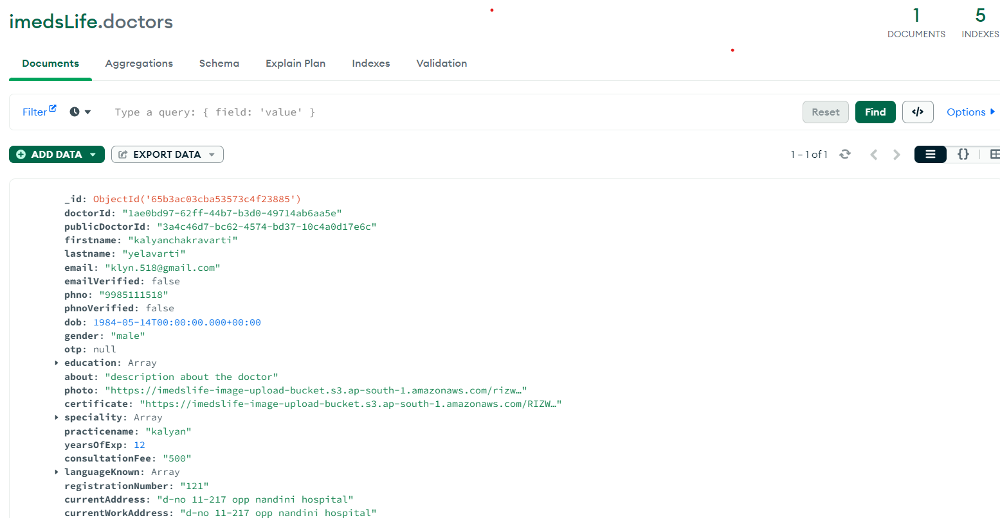 imedsLife.doctors
1
DOCUMENTS
5
INDEXES
Documents Aggregations Schema Explain Plan Indexes Validation
Filter Type a query: { field: 'value' } Reset Find </> Options
ADD DATA EXPORT DATA 1 – 1 of 1 {}
_id: ObjectId('65b3ac03cba53573c4f23885')
doctorId: "1ae0bd97-62ff-44b7-b3d0-49714ab6aa5e"
publicDoctorId: "3a4c46d7-bc62-4574-bd37-10c4a0d17e6c"
firstname: "kalyanchakravarti"
lastname: "yelavarti"
email: "klyn.518@gmail.com"
emailVerified: false
phno: "9985111518"
phnoVerified: false
dob: 1984-05-14T00:00:00.000+00:00
gender: "male"
otp: null
education: Array
about: "description about the doctor"
photo: "https://imedslife-image-upload-bucket.s3.ap-south-1.amazonaws.com/rizw…"
certificate: "https://imedslife-image-upload-bucket.s3.ap-south-1.amazonaws.com/RIZW…"
speciality: Array
practicename: "kalyan"
yearsOfExp: 12
consultationFee: "500"
languageKnown: Array
registrationNumber: "121"
currentAddress: "d-no 11-217 opp nandini hospital"
currentWorkAddress: "d-no 11-217 opp nandini hospital"